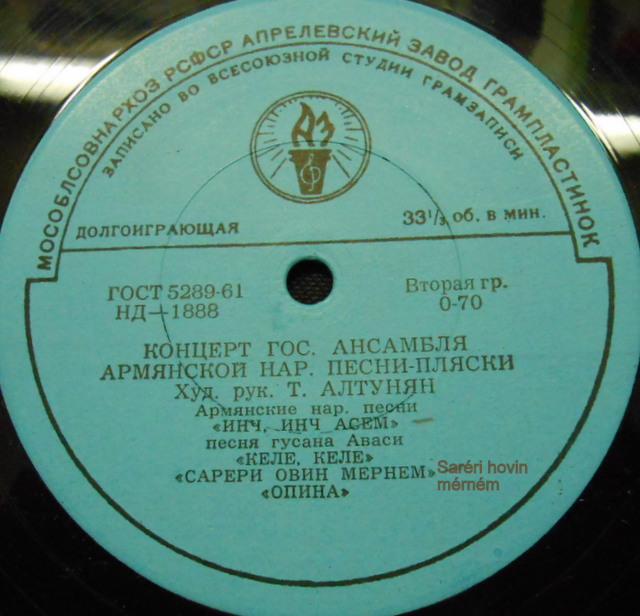 МОСОБЛСОВНАРХОЗ РСФСР АПРЕЛЕВСКИЙ ЗАВОД ГРАМПЛАСТИНОК
ЗАПИСАНО ВО ВСЕСОЮЗНОЙ СТУДИИ ГРАМЗАПИСИ
АЗ
ДОЛГОИГРАЮЩАЯ
33⅓ об. в мин.
ГОСТ 5289-61
НД—1888
Вторая гр.
0-70
КОНЦЕРТ ГОС. АНСАМБЛЯ
АРМЯНСКОЙ НАР. ПЕСНИ-ПЛЯСКИ
Худ. рук. Т. АЛТУНЯН
Армянские нар. песни
«ИНЧ, ИНЧ АСЕМ»
песня гусана Аваси
«КЕЛЕ, КЕЛЕ»
«САРЕРИ ОВИН МЕРНЕМ»
«ОПИНА»
Saréri hovin
mérném